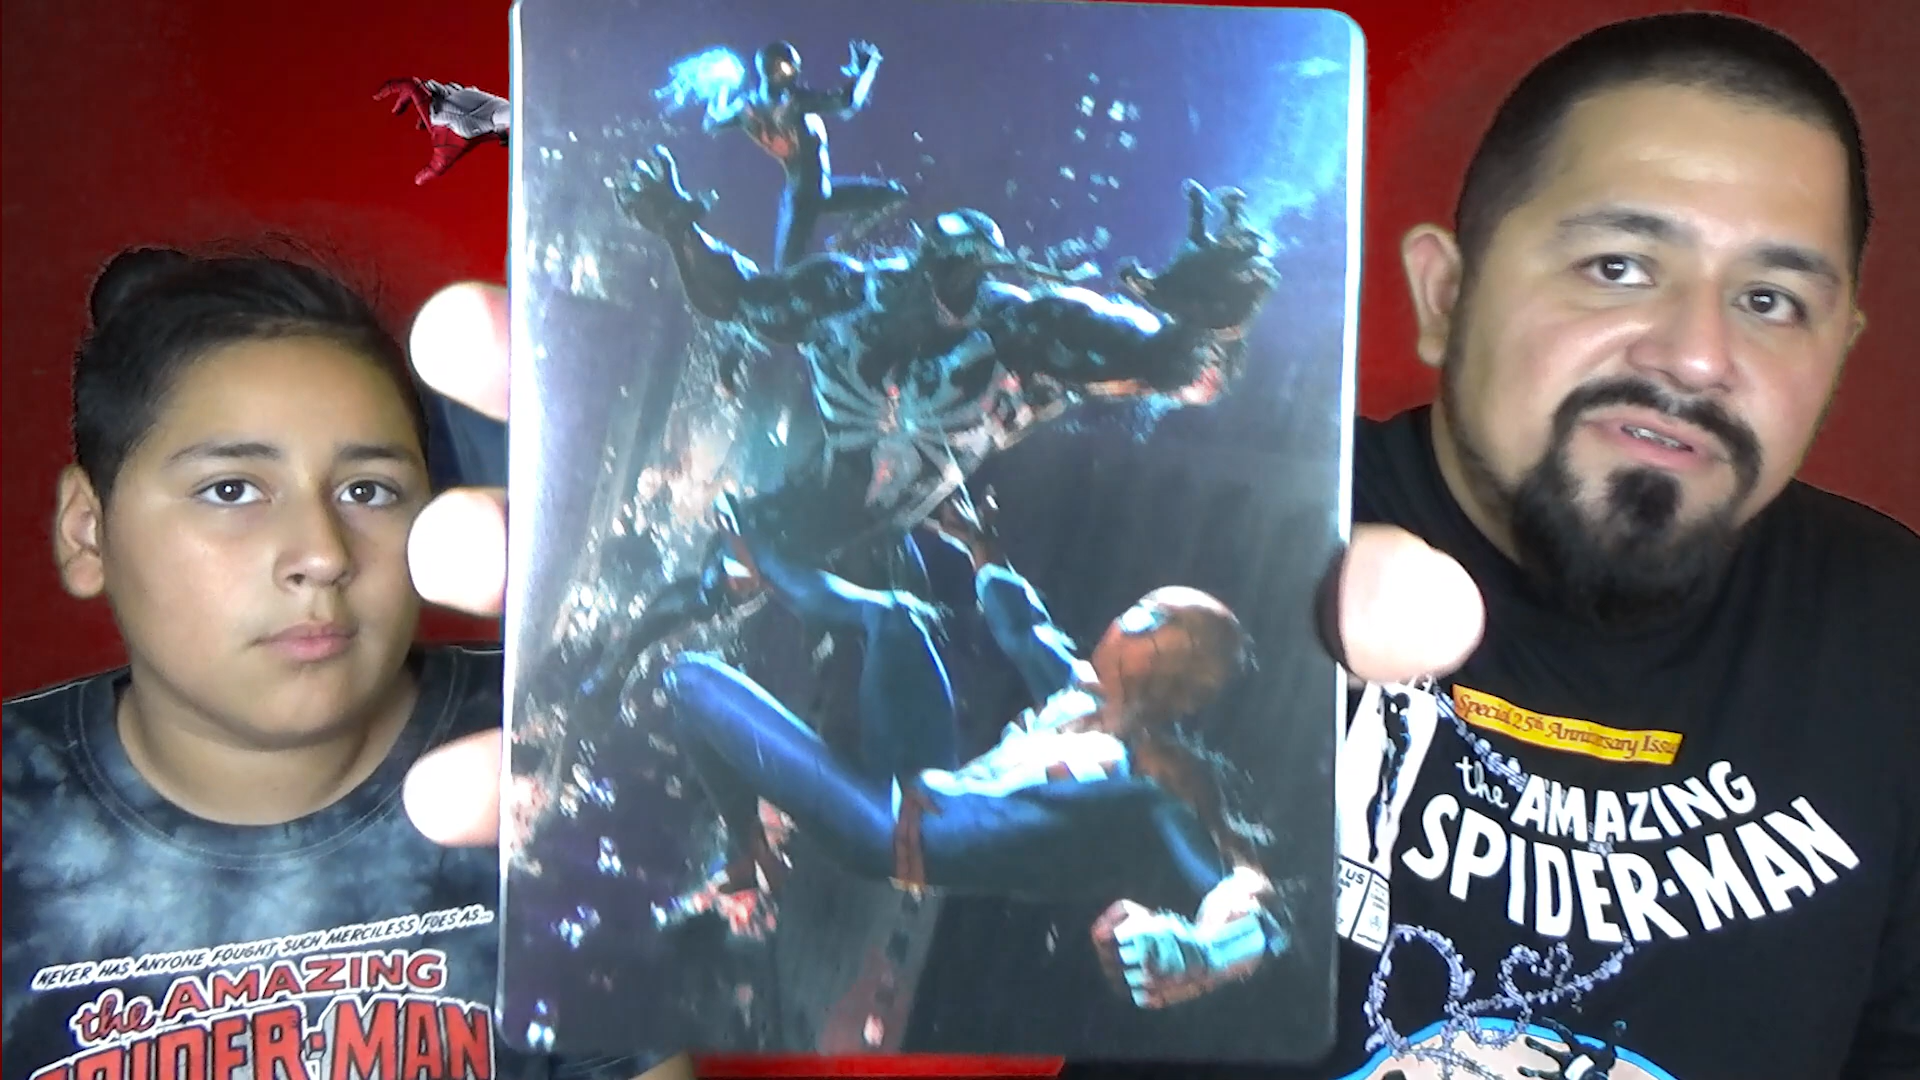 NEVER HAS ANYONE FOUGHT SUCH MERCILESS FOES AS...
the AMAZING
SPIDER-MAN
Special 25th Anniversary Issue
the AMAZING
SPIDER-MAN
US